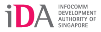 iDA
INFOCOMM
DEVELOPMENT
AUTHORITY OF
SINGAPORE